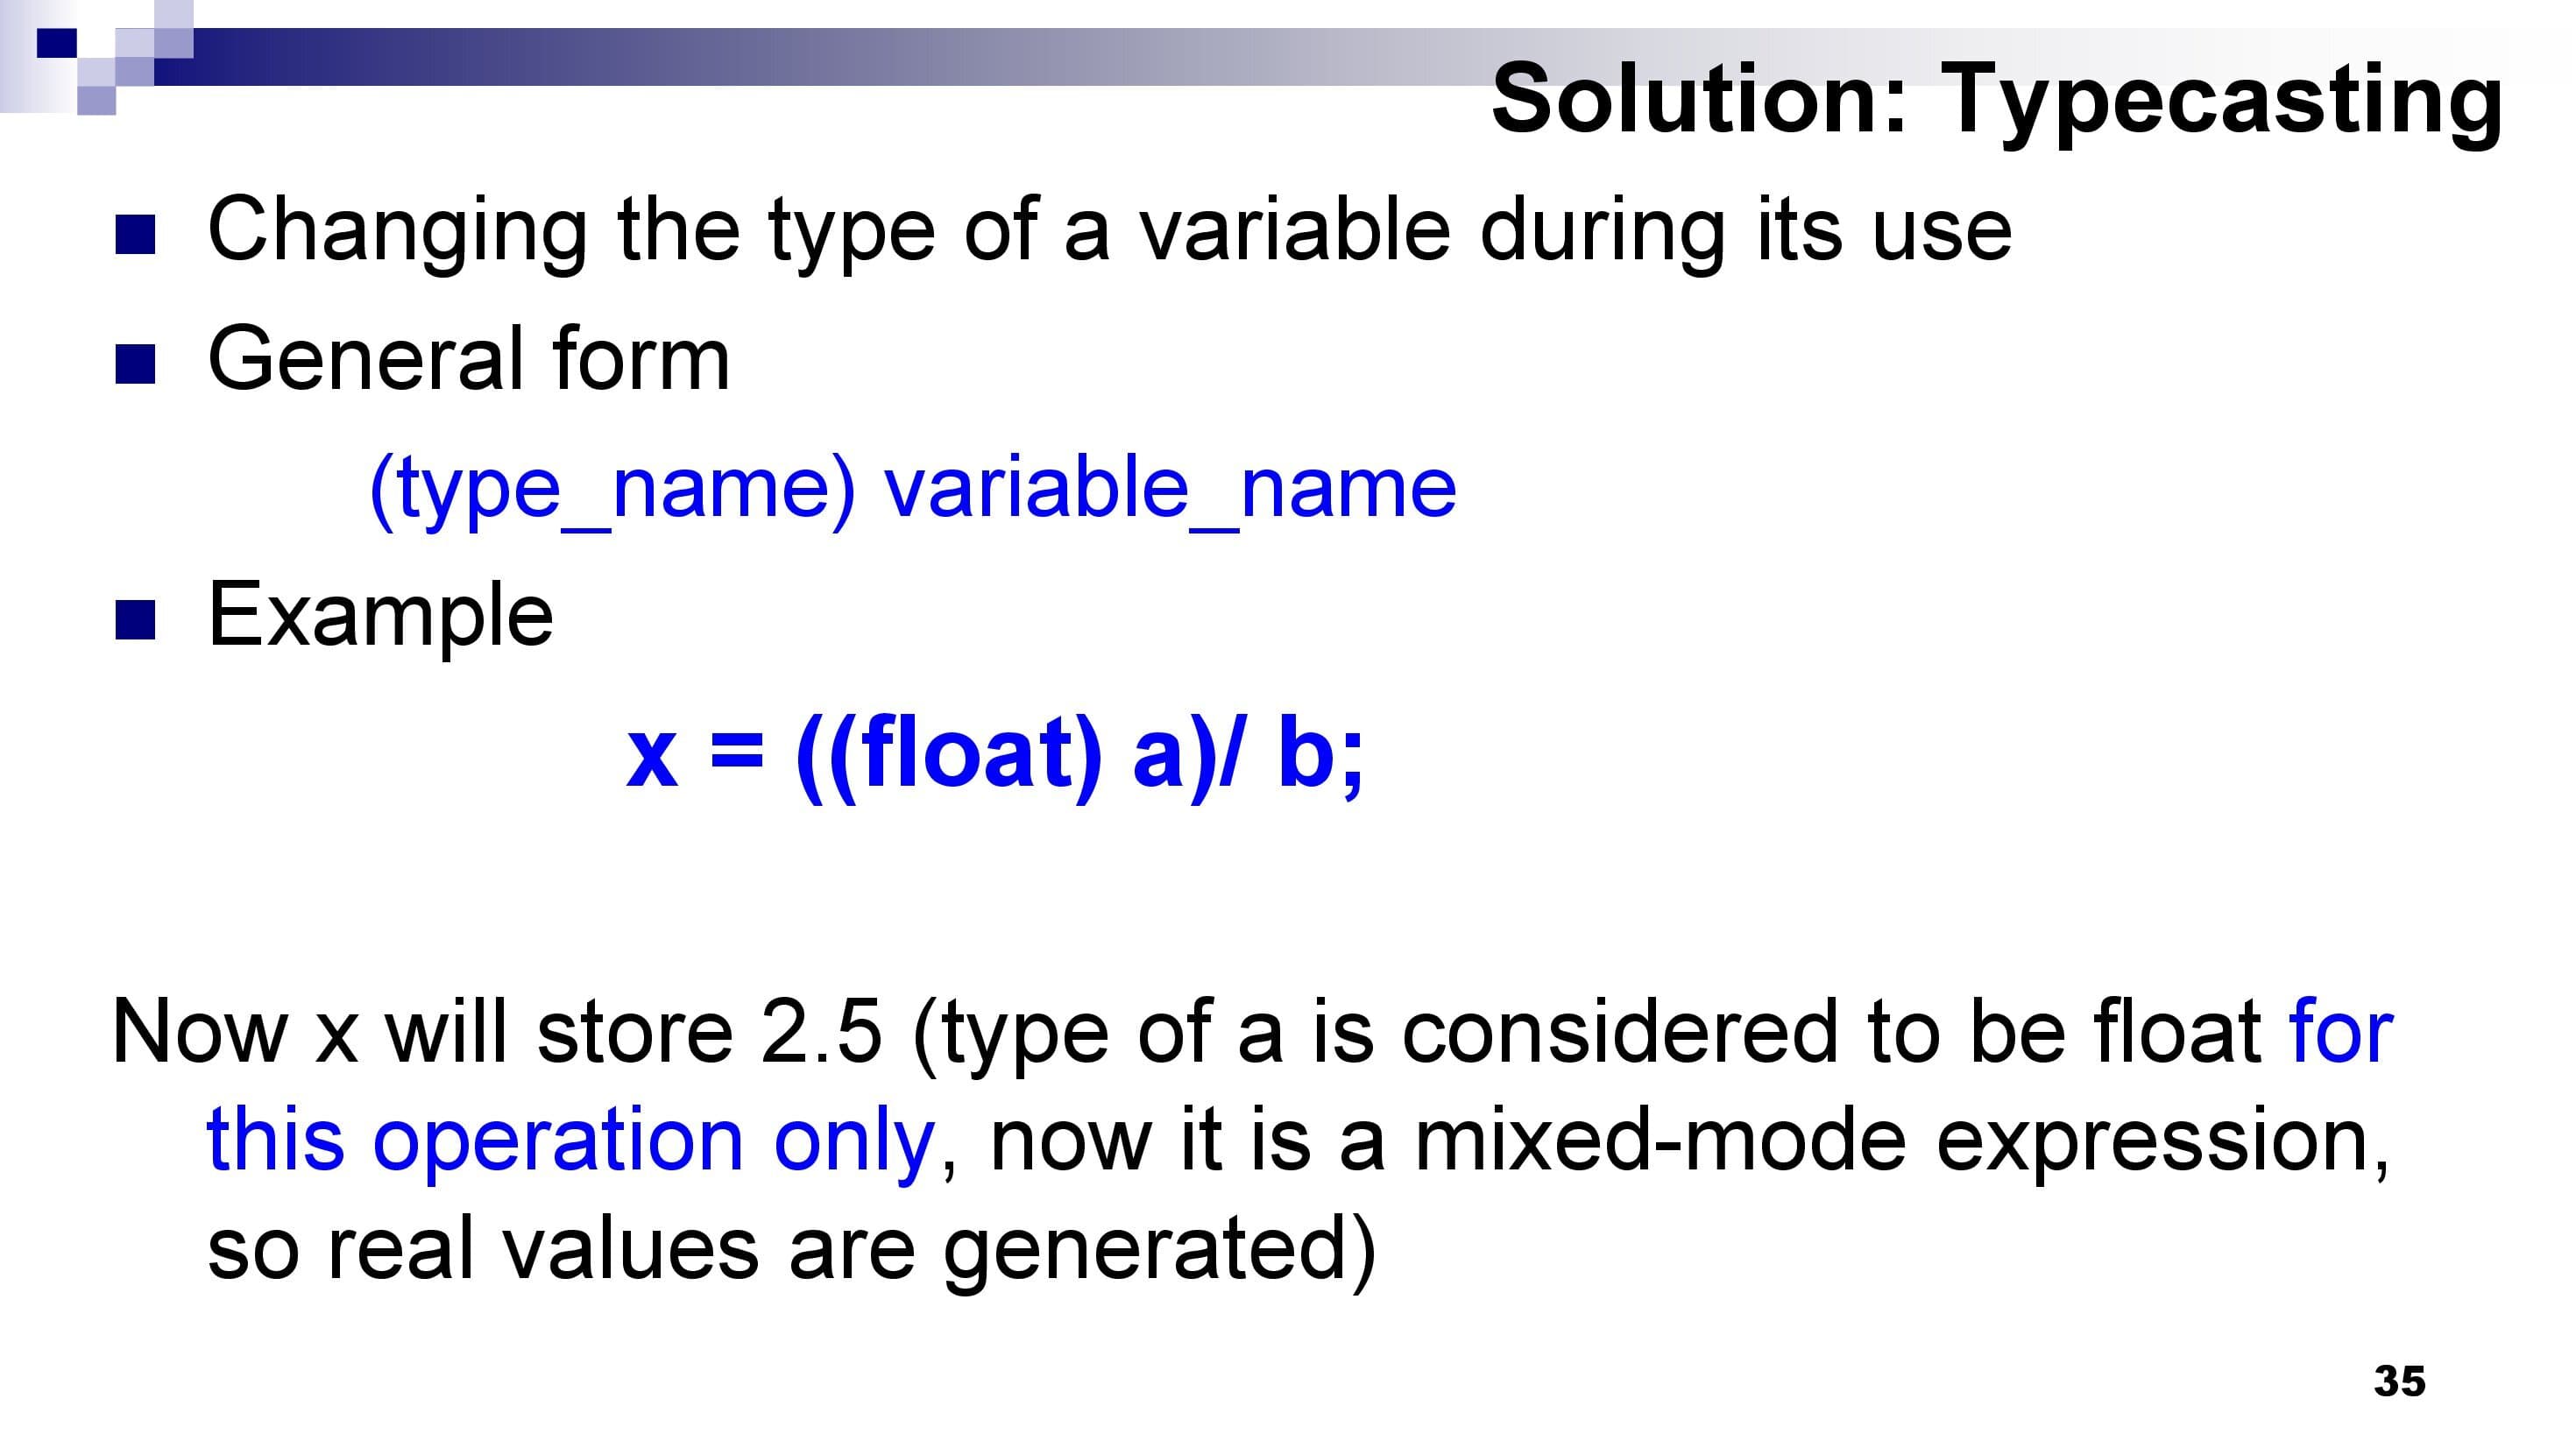 Solution: Typecasting
Changing the type of a variable during its use
General form
(type_name) variable_name
Example
x = ((float) a)/ b;
Now x will store 2.5 (type of a is considered to be float for
this operation only, now it is a mixed-mode expression,
so real values are generated)
35